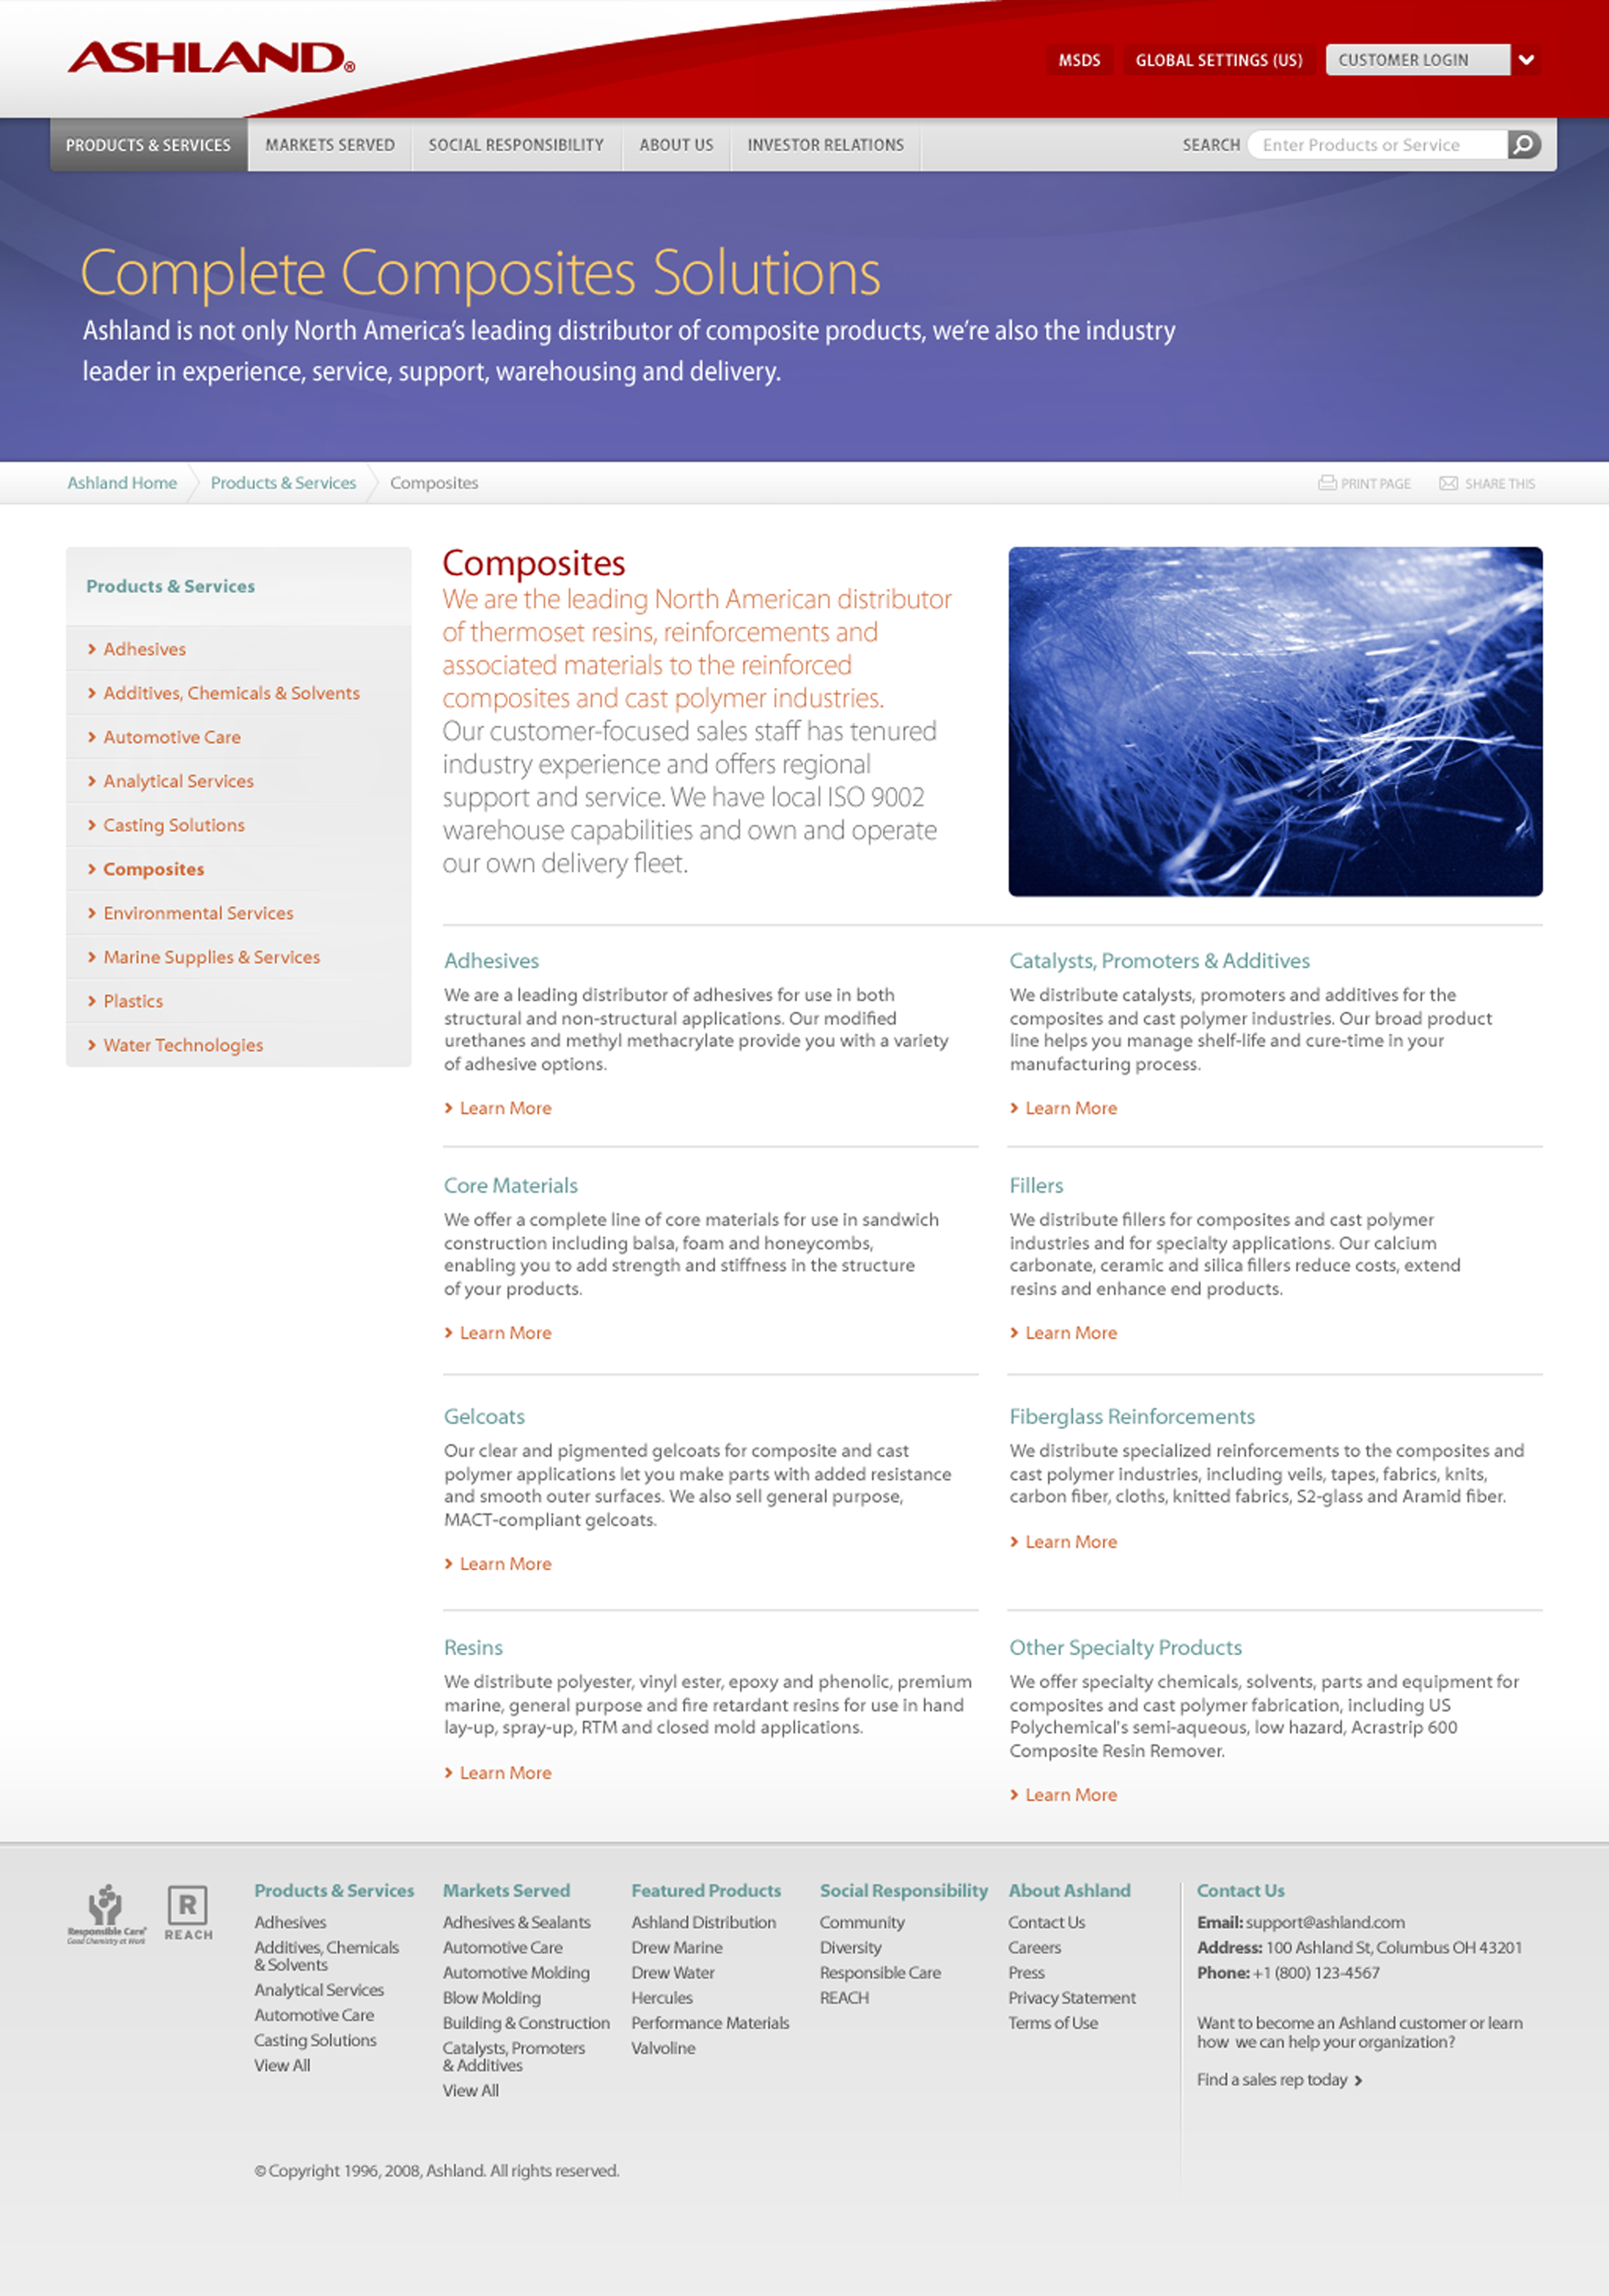 ASHLAND®
MSDS
GLOBAL SETTINGS (US)
CUSTOMER LOGIN
PRODUCTS & SERVICES
MARKETS SERVED
SOCIAL RESPONSIBILITY
ABOUT US
INVESTOR RELATIONS
SEARCH
Enter Products or Service
Complete Composites Solutions
Ashland is not only North America's leading distributor of composite products, we're also the industry
leader in experience, service, support, warehousing and delivery.
Ashland Home
Products & Services
Composites
PRINT PAGE
SHARE THIS
Products & Services
Adhesives
Additives, Chemicals & Solvents
Automotive Care
Analytical Services
Casting Solutions
Composites
Environmental Services
Marine Supplies & Services
Plastics
Water Technologies
Composites
We are the leading North American distributor
of thermoset resins, reinforcements and
associated materials to the reinforced
composites and cast polymer industries.
Our customer-focused sales staff has tenured
industry experience and offers regional
support and service. We have local ISO 9002
warehouse capabilities and own and operate
our own delivery fleet.
Adhesives
We are a leading distributor of adhesives for use in both
structural and non-structural applications. Our modified
urethanes and methyl methacrylate provide you with a variety
of adhesive options.
Learn More
Catalysts, Promoters & Additives
We distribute catalysts, promoters and additives for the
composites and cast polymer industries. Our broad product
line helps you manage shelf-life and cure-time in your
manufacturing process.
Learn More
Core Materials
We offer a complete line of core materials for use in sandwich
construction including balsa, foam and honeycombs,
enabling you to add strength and stiffness in the structure
of your products.
Learn More
Fillers
We distribute fillers for composites and cast polymer
industries and for specialty applications. Our calcium
carbonate, ceramic and silica fillers reduce costs, extend
resins and enhance end products.
Learn More
Gelcoats
Our clear and pigmented gelcoats for composite and cast
polymer applications let you make parts with added resistance
and smooth outer surfaces. We also sell general purpose,
MACT-compliant gelcoats.
Learn More
Fiberglass Reinforcements
We distribute specialized reinforcements to the composites and
cast polymer industries, including veils, tapes, fabrics, knits,
carbon fiber, cloths, knitted fabrics, S2-glass and Aramid fiber.
Learn More
Resins
We distribute polyester, vinyl ester, epoxy and phenolic, premium
marine, general purpose and fire retardant resins for use in hand
lay-up, spray-up, RTM and closed mold applications.
Learn More
Other Specialty Products
We offer specialty chemicals, solvents, parts and equipment for
composites and cast polymer fabrication, including US
Polychemical's semi-aqueous, low hazard, Acrastrip 600
Composite Resin Remover.
Learn More
Responsible Care®
Good Chemistry at Work
R
REACH
Products & Services
Adhesives
Additives, Chemicals
& Solvents
Analytical Services
Automotive Care
Casting Solutions
View All
Markets Served
Adhesives & Sealants
Automotive Care
Automotive Molding
Blow Molding
Building & Construction
Catalysts, Promoters
& Additives
View All
Featured Products
Ashland Distribution
Drew Marine
Drew Water
Hercules
Performance Materials
Valvoline
Social Responsibility
Community
Diversity
Responsible Care
REACH
About Ashland
Contact Us
Careers
Press
Privacy Statement
Terms of Use
Contact Us
Email: support@ashland.com
Address: 100 Ashland St, Columbus OH 43201
Phone: +1 (800) 123-4567
Want to become an Ashland customer or learn
how we can help your organization?
Find a sales rep today
© Copyright 1996, 2008, Ashland. All rights reserved.